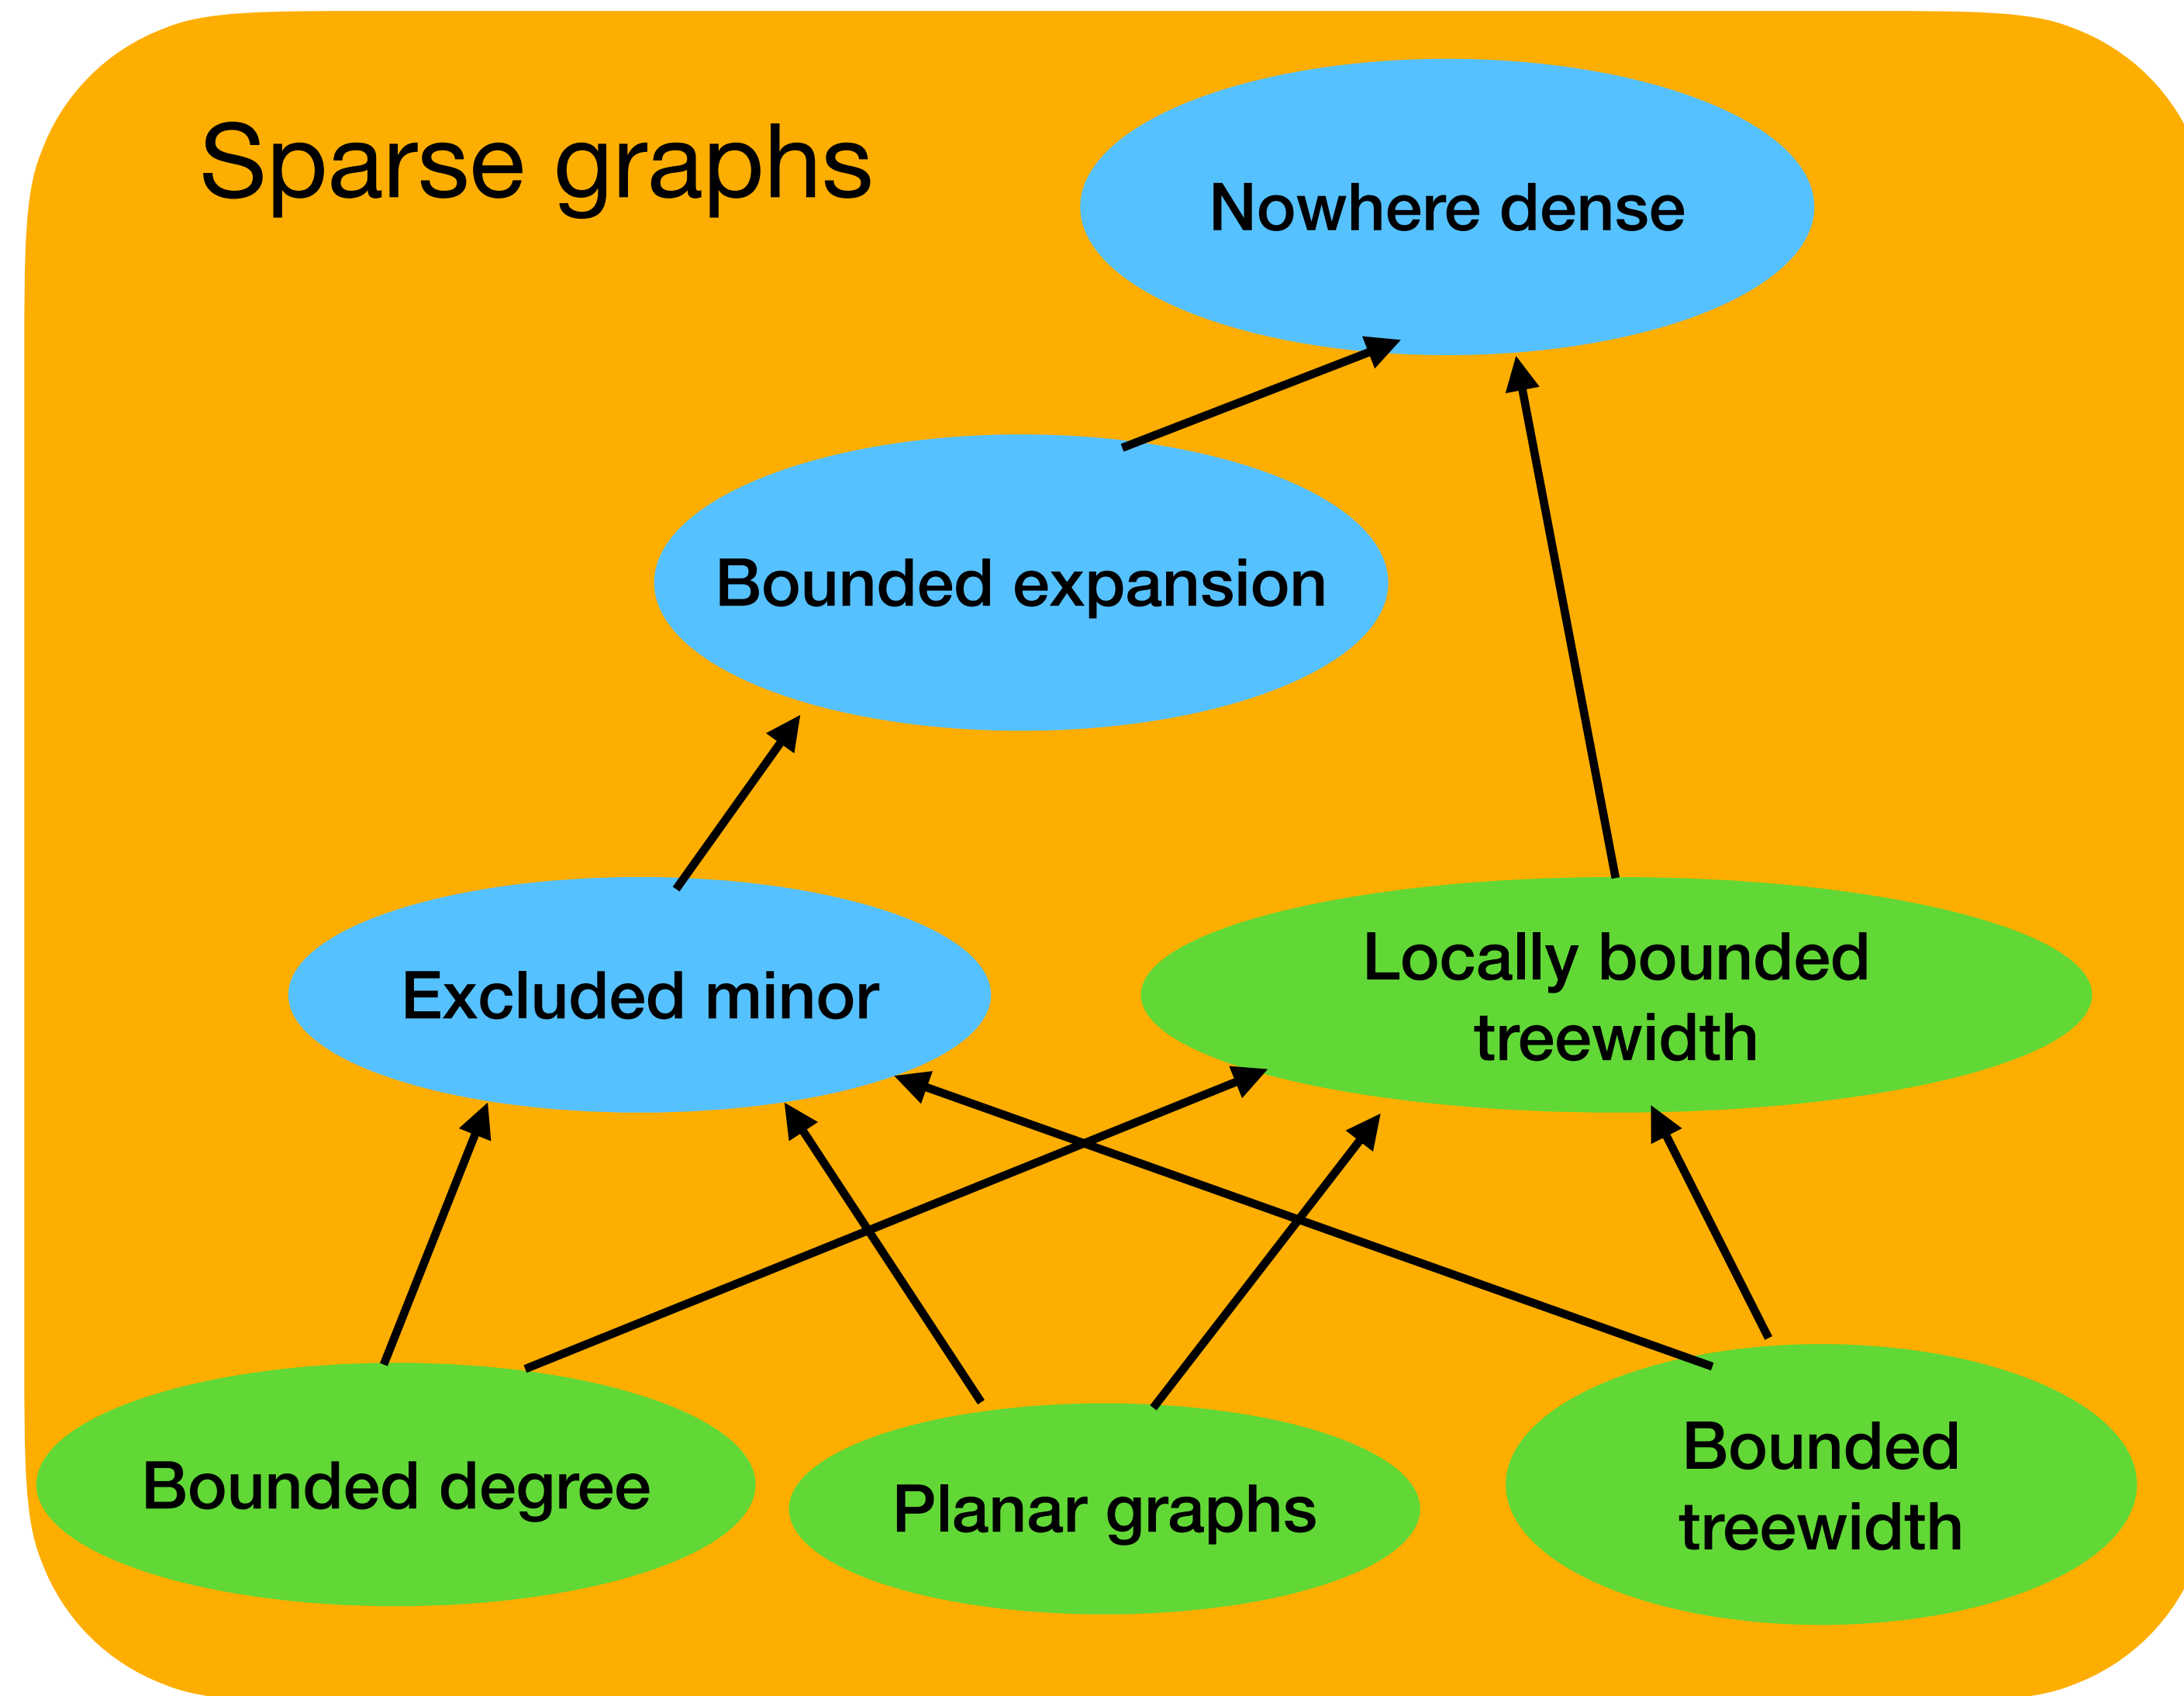 Sparse graphs
Nowhere dense
Bounded expansion
Excluded minor
Locally bounded
treewidth
Bounded degree
Planar graphs
Bounded
treewidth